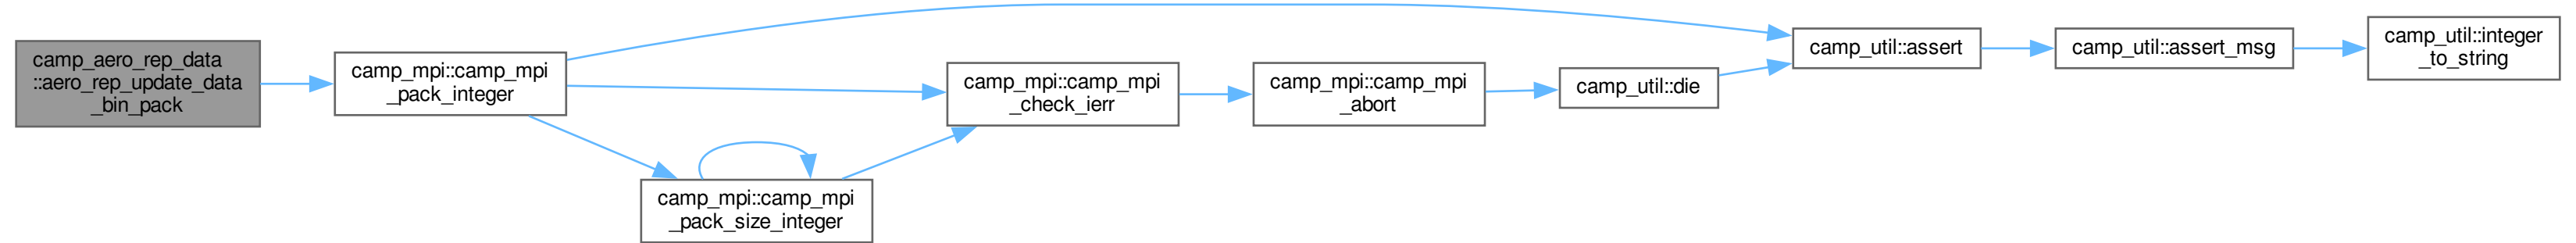 camp_aero_rep_data
::aero_rep_update_data
_bin_pack
camp_mpi::camp_mpi
_pack_integer
camp_mpi::camp_mpi
_pack_size_integer
camp_mpi::camp_mpi
_check_ierr
camp_mpi::camp_mpi
_abort
camp_util::die
camp_util::assert
camp_util::assert_msg
camp_util::integer
_to_string